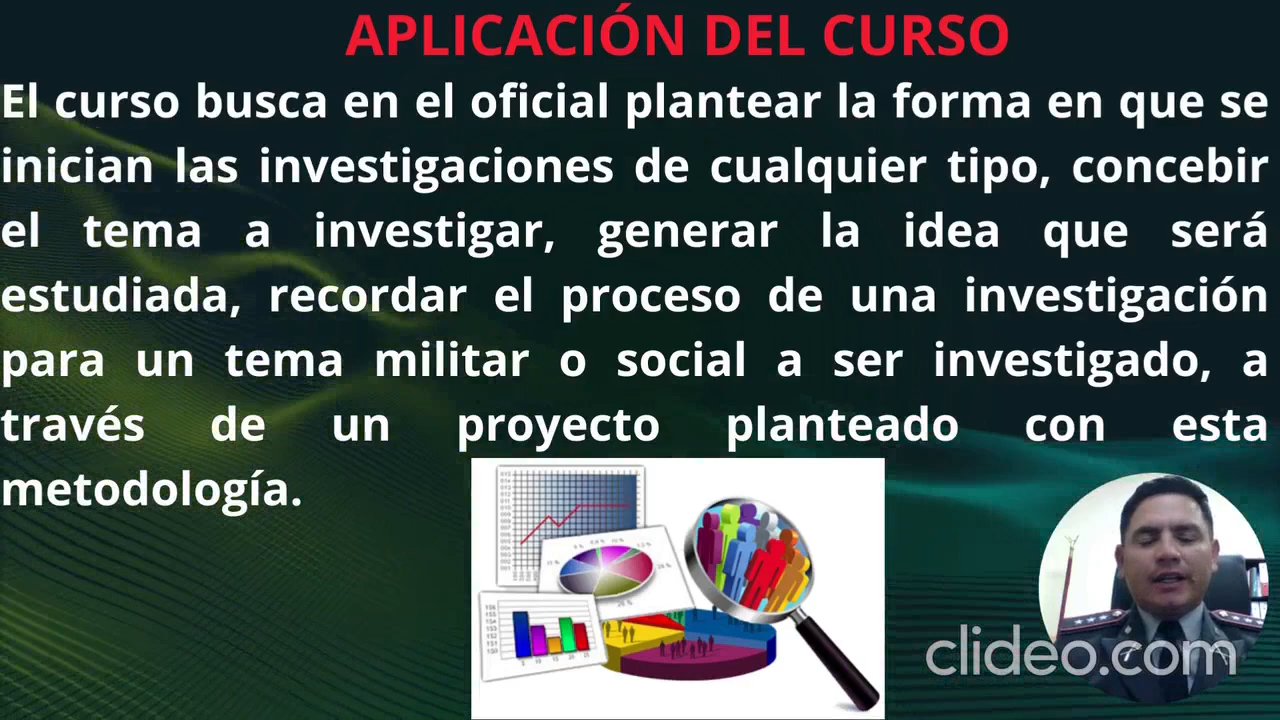 APLICACIÓN DEL CURSO
El curso busca en el oficial plantear la forma en que se
inician las investigaciones de cualquier tipo, concebir
el tema a investigar, generar la idea que será
estudiada, recordar el proceso de una investigación
para un tema militar o social a ser investigado, a
través de un proyecto planteado con esta
metodología.
clideo.com